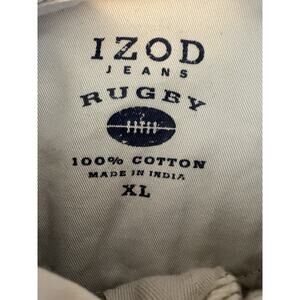 IZOD
JEANS
RUGBY
100% COTTON
MADE IN INDIA
XL